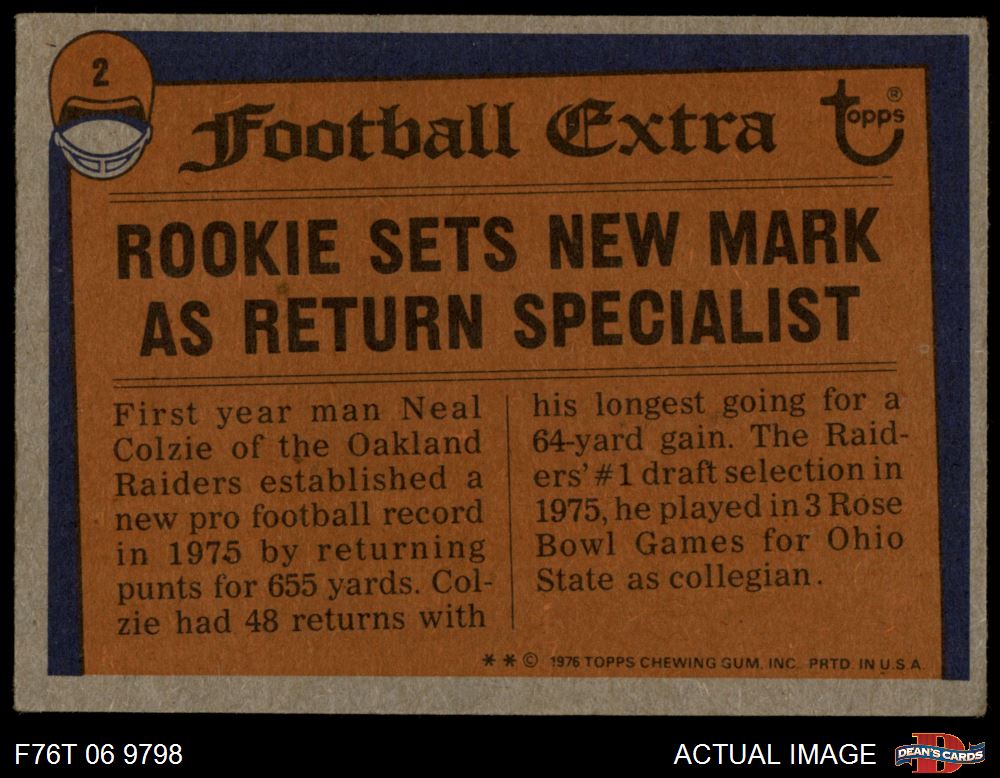 2
Football Extra
topps®
ROOKIE SETS NEW MARK
AS RETURN SPECIALIST
First year man Neal
Colzie of the Oakland
Raiders established a
new pro football record
in 1975 by returning
punts for 655 yards. Col-
zie had 48 returns with
his longest going for a
64-yard gain. The Raid-
ers' #1 draft selection in
1975, he played in 3 Rose
Bowl Games for Ohio
State as collegian.
** © 1976 TOPPS CHEWING GUM, INC. PRTD. IN U.S.A.
F76T 06 9798
ACTUAL IMAGE
DEAN'S CARDS